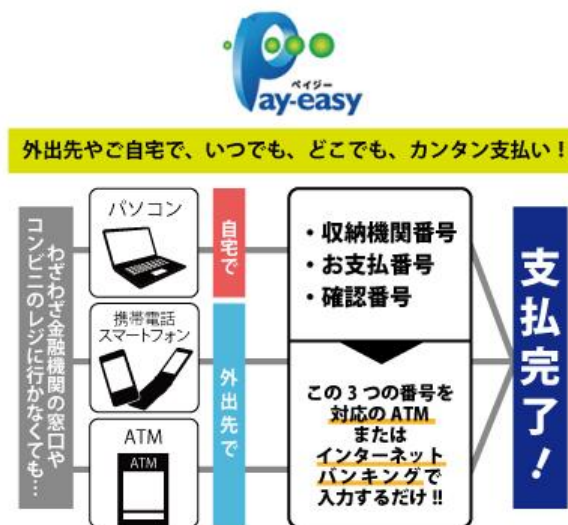 ペイジー
Pay-easy
外出先やご自宅で、いつでも、どこでも、カンタン支払い！
わざわざ金融機関の窓口や
コンビニのレジに行かなくても…
パソコン
自宅で
携帯電話
スマートフォン
外出先で
ATM
ATM
・収納機関番号
・お支払番号
・確認番号
この3つの番号を
対応のATM
または
インターネット
バンキングで
入力するだけ!!
支払完了！